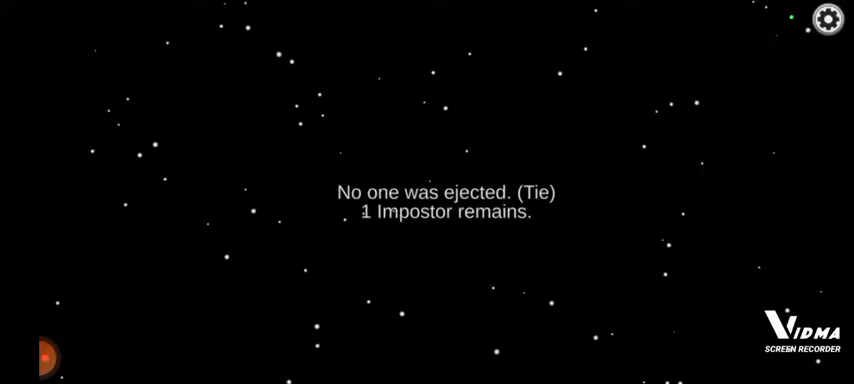 No one was ejected. (Tie)
1 Impostor remains.
VIDMA
SCREEN RECORDER